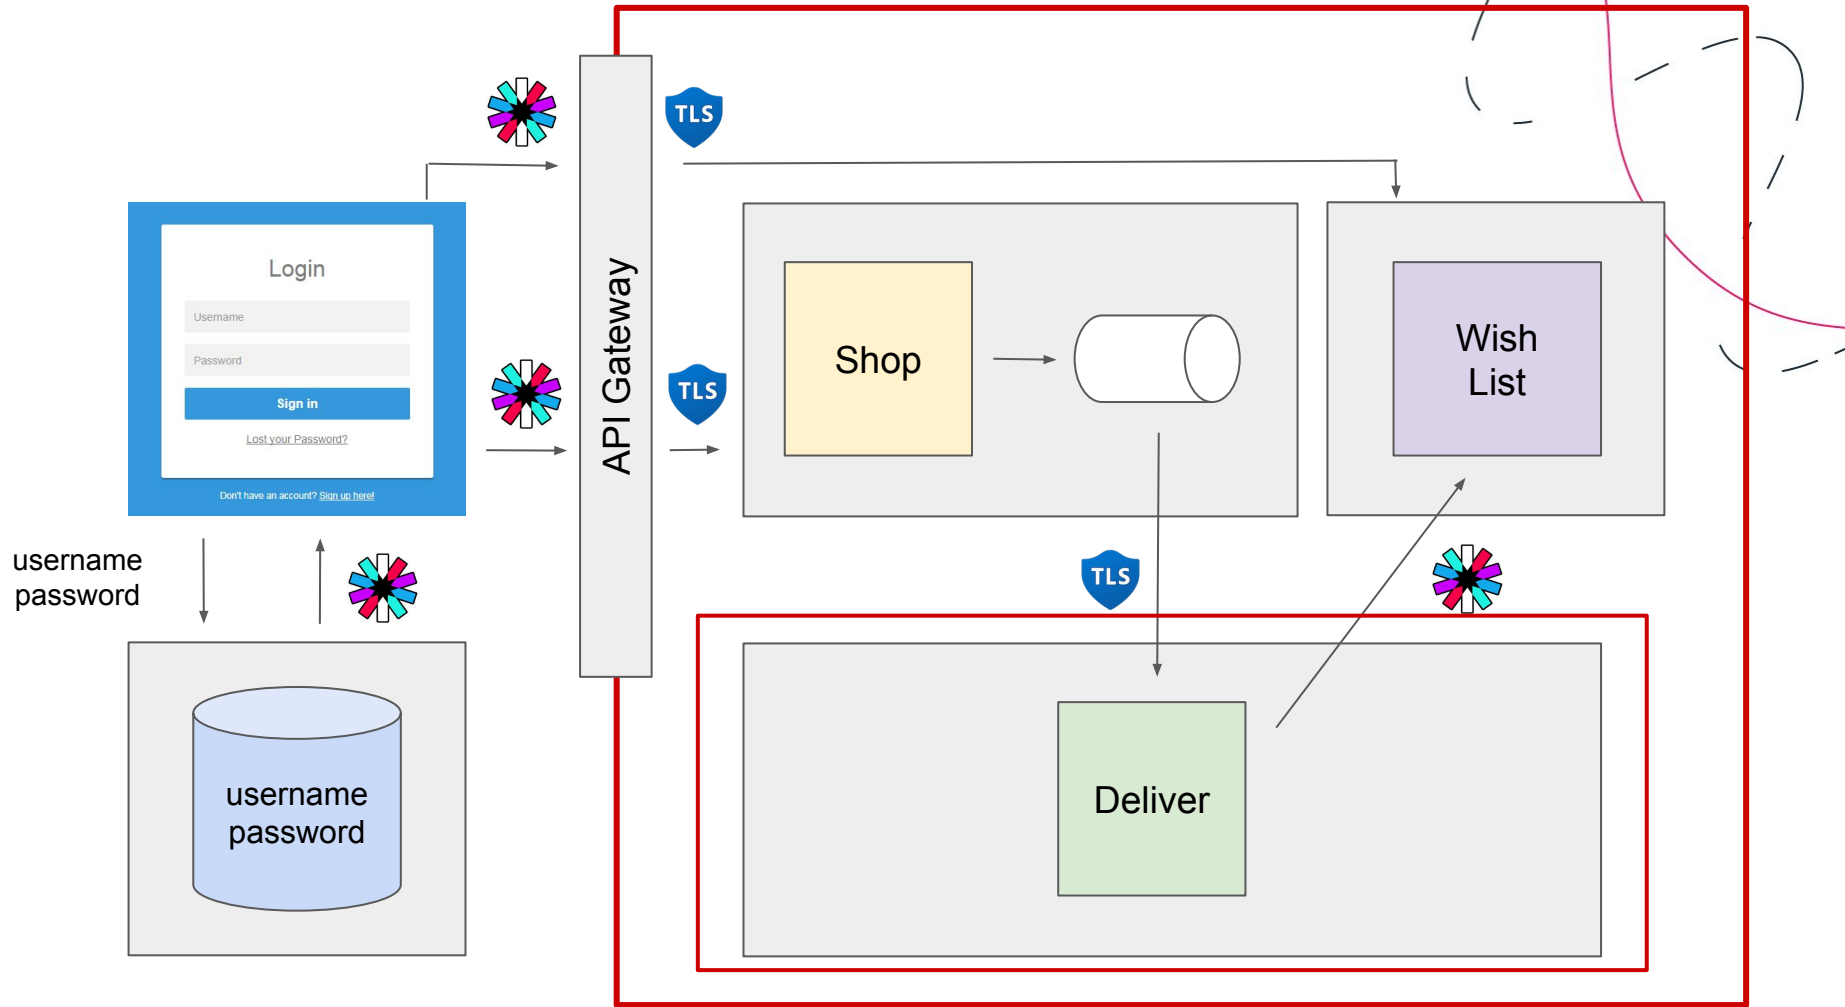 TLS
Login
Username
Password
Sign in
Lost your Password?
Don't have an account? Sign up here!
API Gateway
TLS
Shop
Wish
List
username
password
TLS
username
password
Deliver